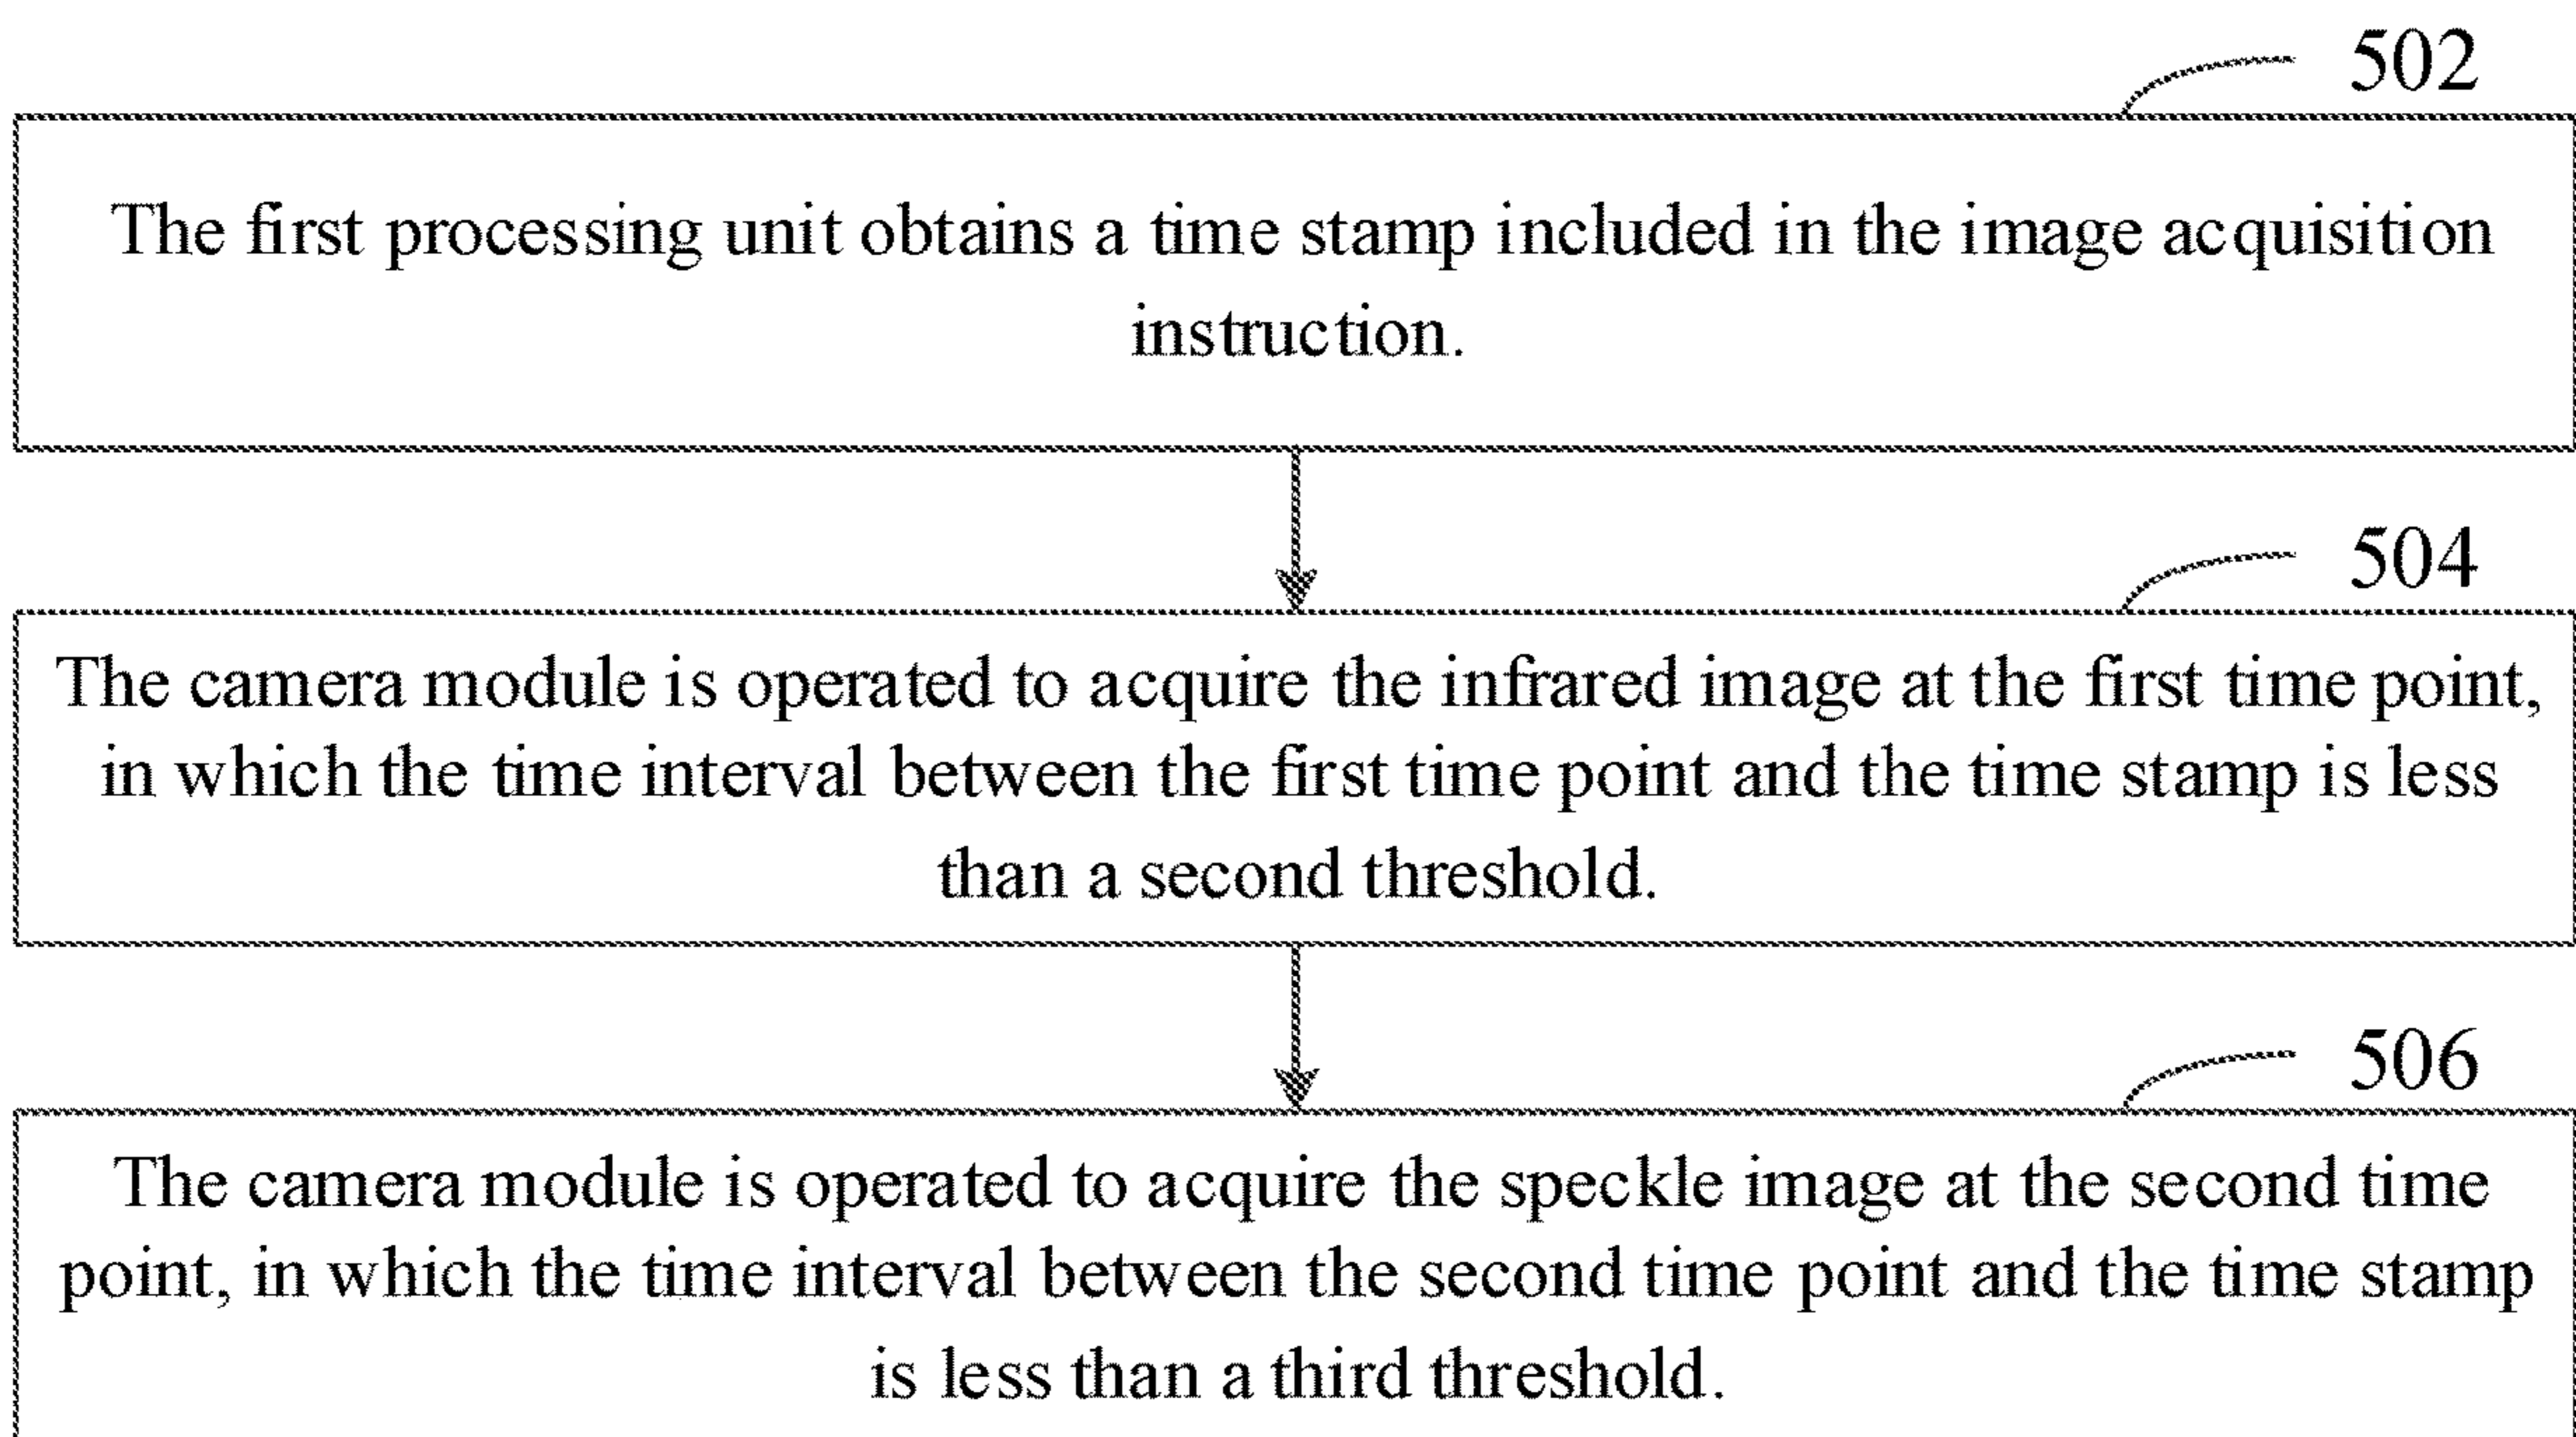 502
The first processing unit obtains a time stamp included in the image acquisition
instruction.
504
The camera module is operated to acquire the infrared image at the first time point,
in which the time interval between the first time point and the time stamp is less
than a second threshold.
506
The camera module is operated to acquire the speckle image at the second time
point, in which the time interval between the second time point and the time stamp
is less than a third threshold.